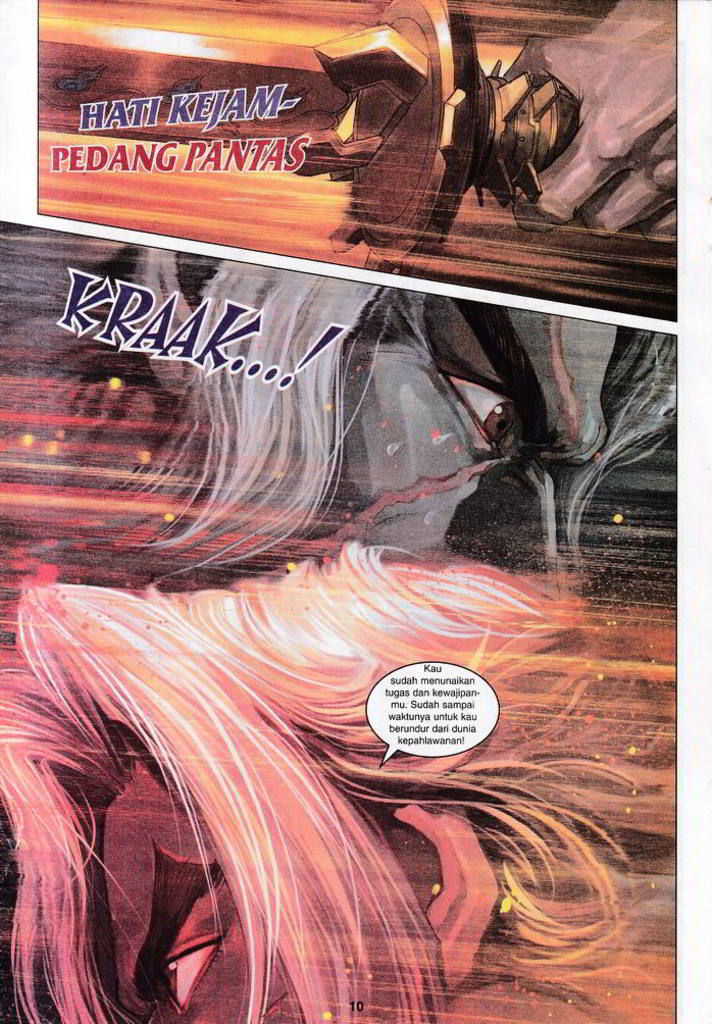 HATI KEJAM-
PEDANG PANTAS
KRAAK....!
Kau
sudah menunaikan
tugas dan kewajipan-
mu. Sudah sampai
waktunya untuk kau
berundur dari dunia
kepahlawanan!
10